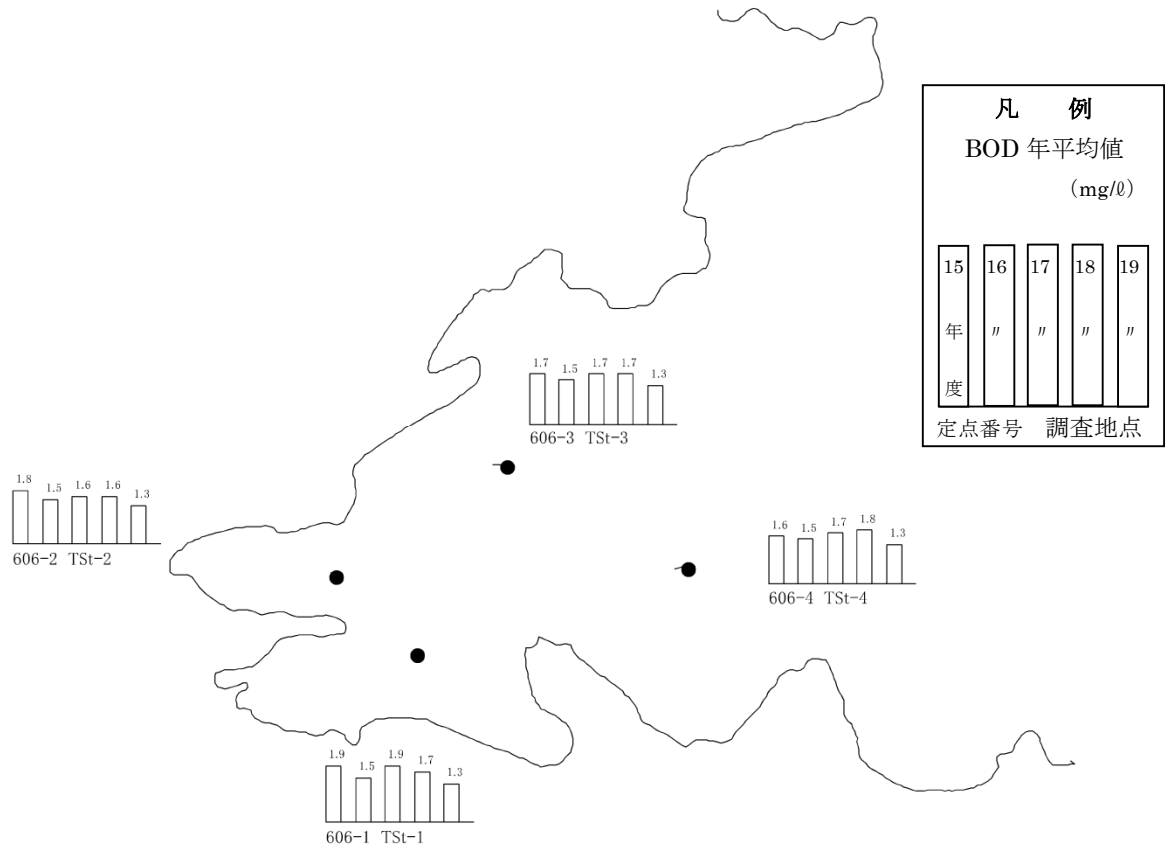 凡 例
BOD 年平均値
(mg/ℓ)
15 16 17 18 19
年 〃 〃 〃 〃
度
定点番号 調査地点
1.7 1.5 1.7 1.7 1.3
606-3 TSt-3
1.8 1.5 1.6 1.6 1.3
606-2 TSt-2
1.6 1.5 1.7 1.8 1.3
606-4 TSt-4
1.9 1.5 1.9 1.7 1.3
606-1 TSt-1